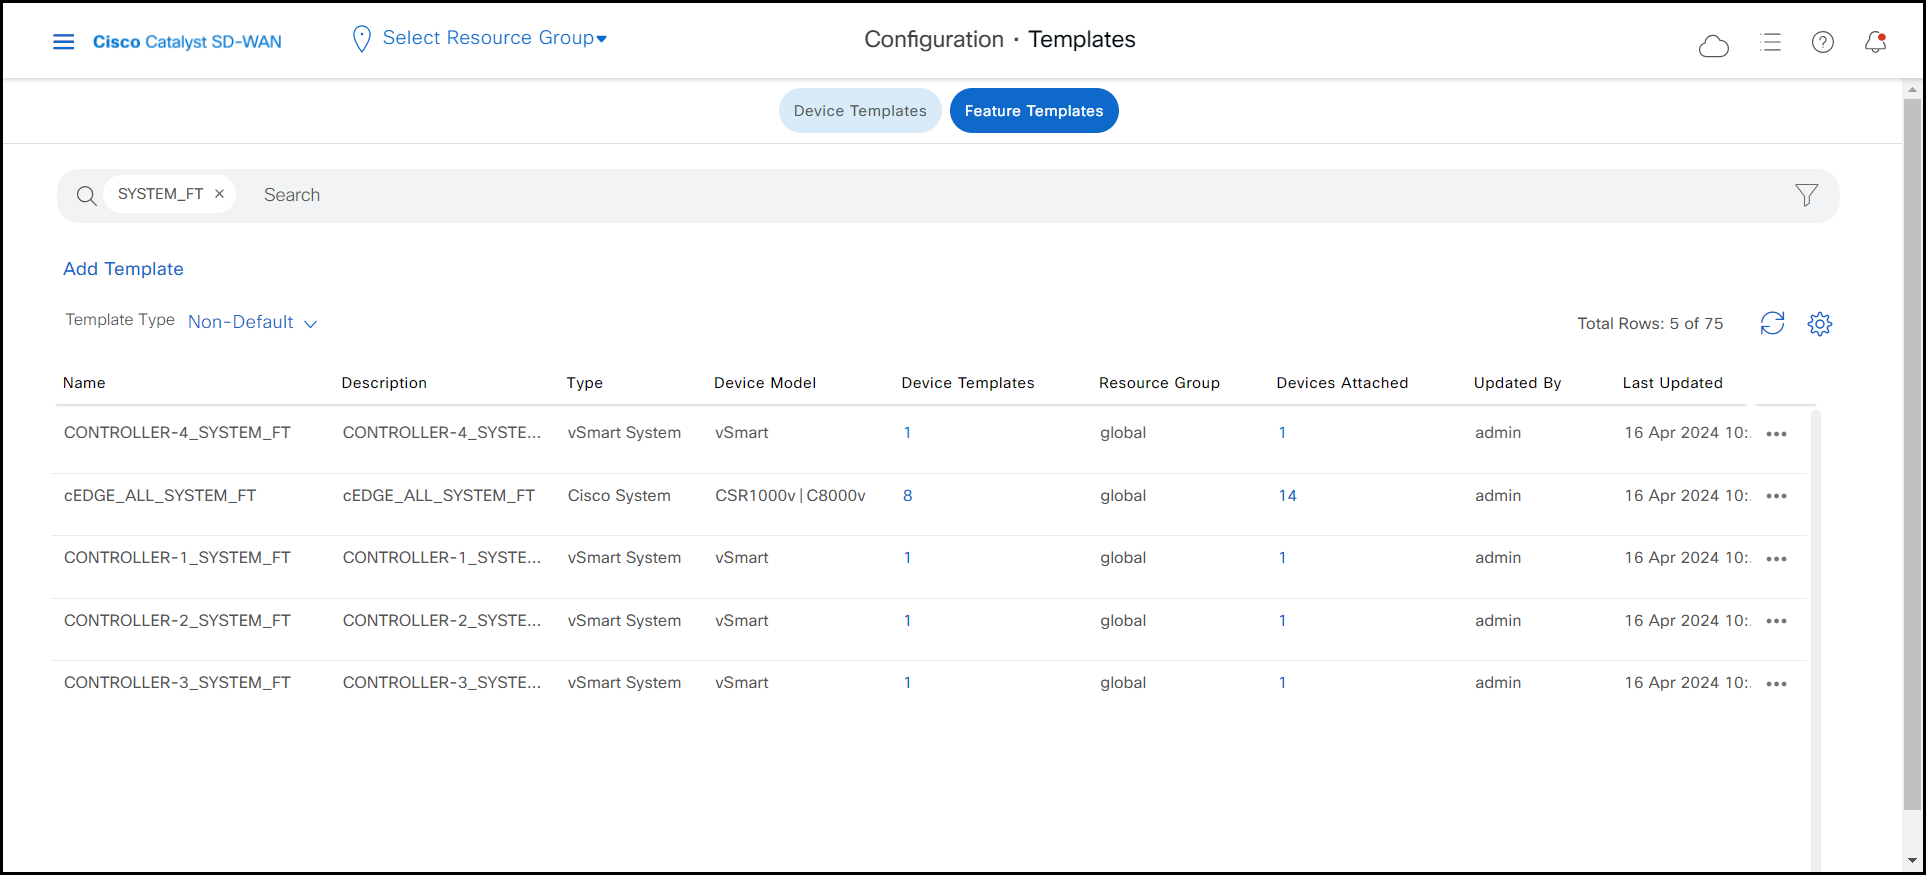 Cisco Catalyst SD-WAN
Select Resource Group
Configuration · Templates
Device Templates
Feature Templates
SYSTEM_FT ×
Search
Add Template
Template Type Non-Default
Total Rows: 5 of 75
Name Description Type Device Model Device Templates Resource Group Devices Attached Updated By Last Updated
CONTROLLER-4_SYSTEM_FT CONTROLLER-4_SYSTE... vSmart System vSmart 1 global 1 admin 16 Apr 2024 10:. •••
cEDGE_ALL_SYSTEM_FT cEDGE_ALL_SYSTEM_FT Cisco System CSR1000v | C8000v 8 global 14 admin 16 Apr 2024 10:. •••
CONTROLLER-1_SYSTEM_FT CONTROLLER-1_SYSTE... vSmart System vSmart 1 global 1 admin 16 Apr 2024 10:. •••
CONTROLLER-2_SYSTEM_FT CONTROLLER-2_SYSTE... vSmart System vSmart 1 global 1 admin 16 Apr 2024 10:. •••
CONTROLLER-3_SYSTEM_FT CONTROLLER-3_SYSTE... vSmart System vSmart 1 global 1 admin 16 Apr 2024 10:. •••